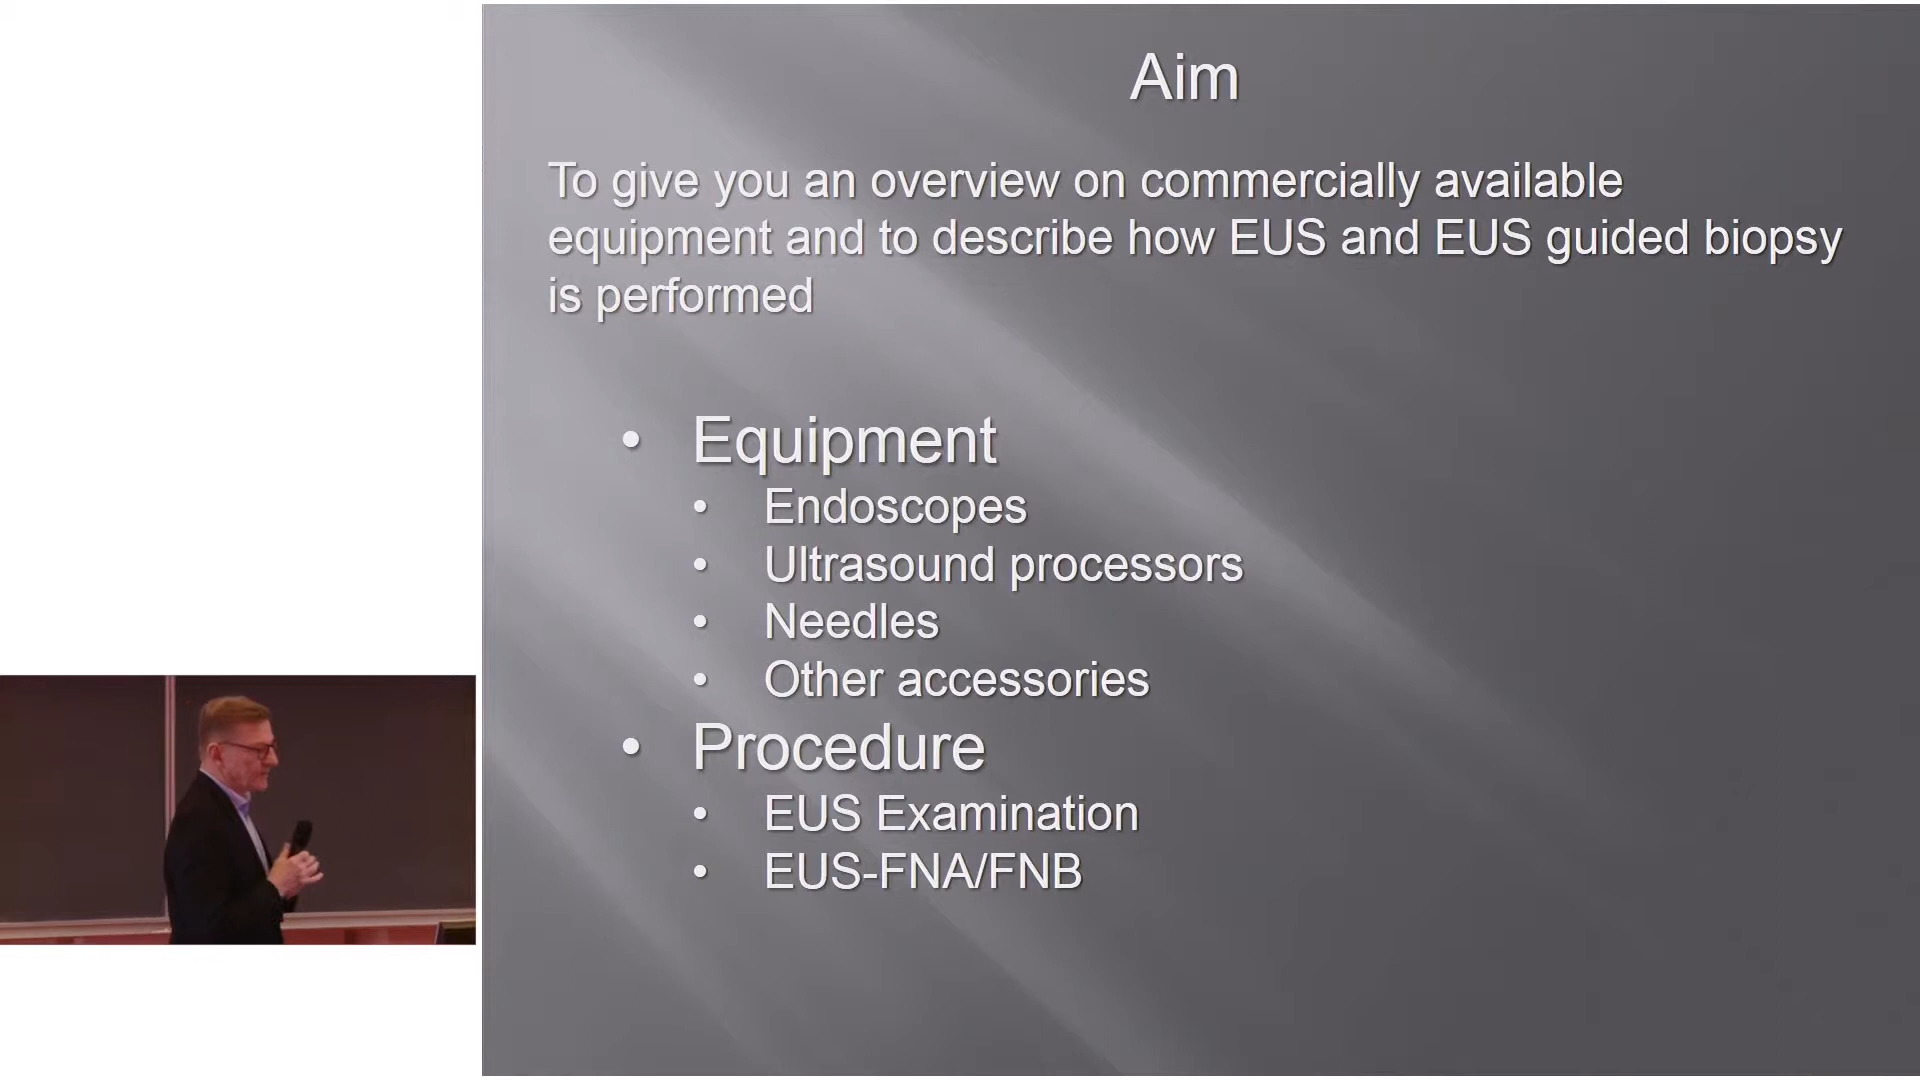 Aim
To give you an overview on commercially available
equipment and to describe how EUS and EUS guided biopsy
is performed
• Equipment
• Endoscopes
• Ultrasound processors
• Needles
• Other accessories
• Procedure
• EUS Examination
• EUS-FNA/FNB